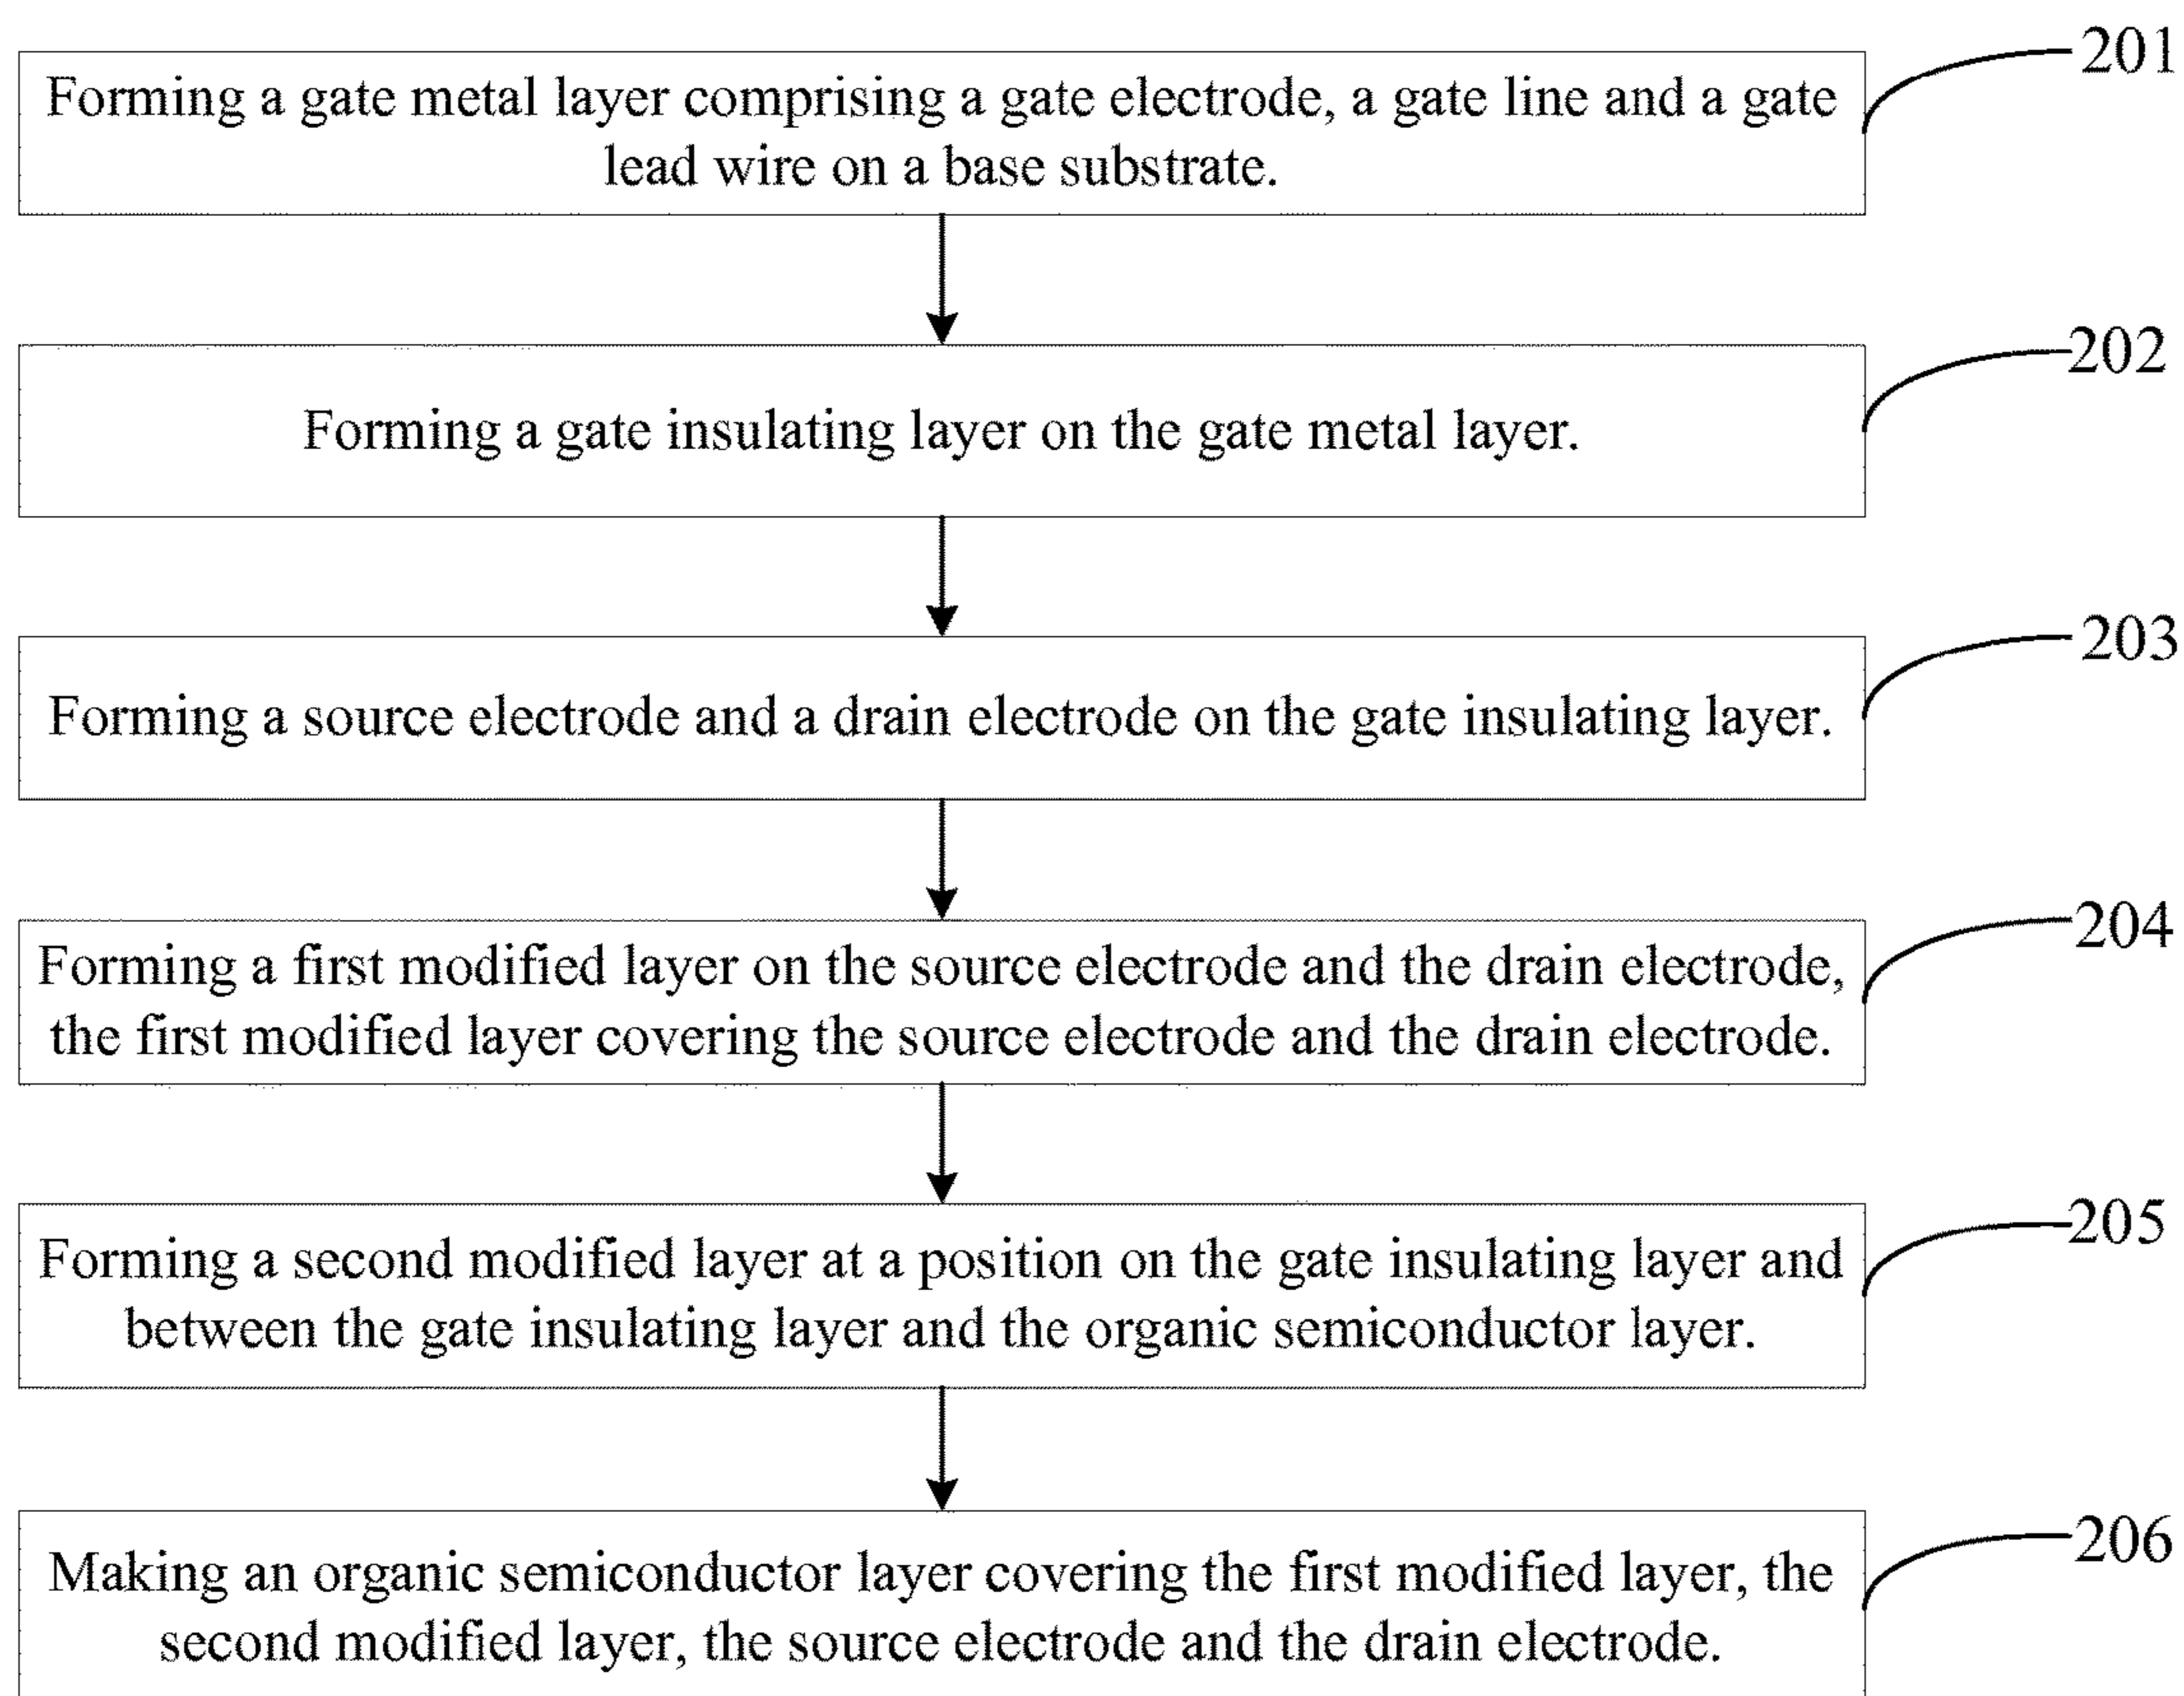 201
Forming a gate metal layer comprising a gate electrode, a gate line and a gate
lead wire on a base substrate.
202
Forming a gate insulating layer on the gate metal layer.
203
Forming a source electrode and a drain electrode on the gate insulating layer.
204
Forming a first modified layer on the source electrode and the drain electrode,
the first modified layer covering the source electrode and the drain electrode.
205
Forming a second modified layer at a position on the gate insulating layer and
between the gate insulating layer and the organic semiconductor layer.
206
Making an organic semiconductor layer covering the first modified layer, the
second modified layer, the source electrode and the drain electrode.